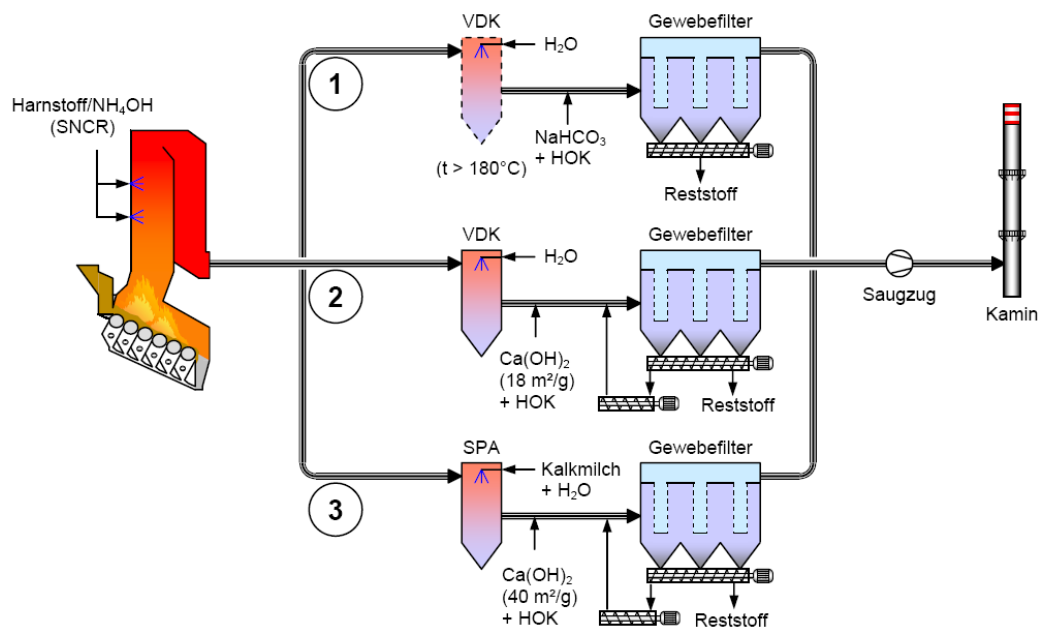 VDK
H₂O
Gewebefilter
1
Harnstoff/NH₄OH
(SNCR)
NaHCO₃
+ HOK
(t > 180°C)
Reststoff
VDK
H₂O
Gewebefilter
2
Saugzug
Kamin
Ca(OH)₂
(18 m²/g)
+ HOK
Reststoff
SPA
Kalkmilch
+ H₂O
Gewebefilter
3
Ca(OH)₂
(40 m²/g)
+ HOK
Reststoff